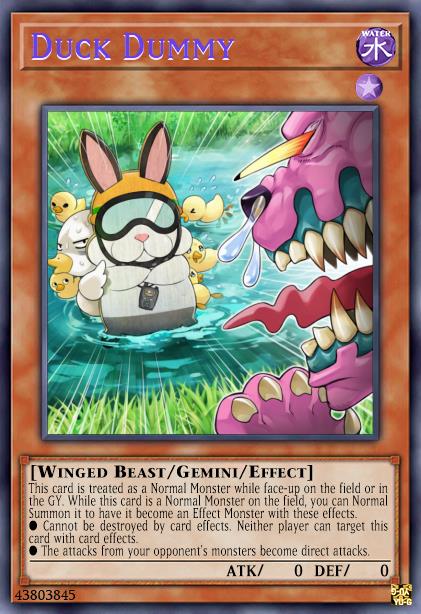 Duck Dummy
WATER
水
[Winged Beast/Gemini/Effect]
This card is treated as a Normal Monster while face-up on the field or in
the GY. While this card is a Normal Monster on the field, you can Normal
Summon it to have it become an Effect Monster with these effects.
● Cannot be destroyed by card effects. Neither player can target this
card with card effects.
● The attacks from your opponent's monsters become direct attacks.
ATK/ 0 DEF/ 0
43803845